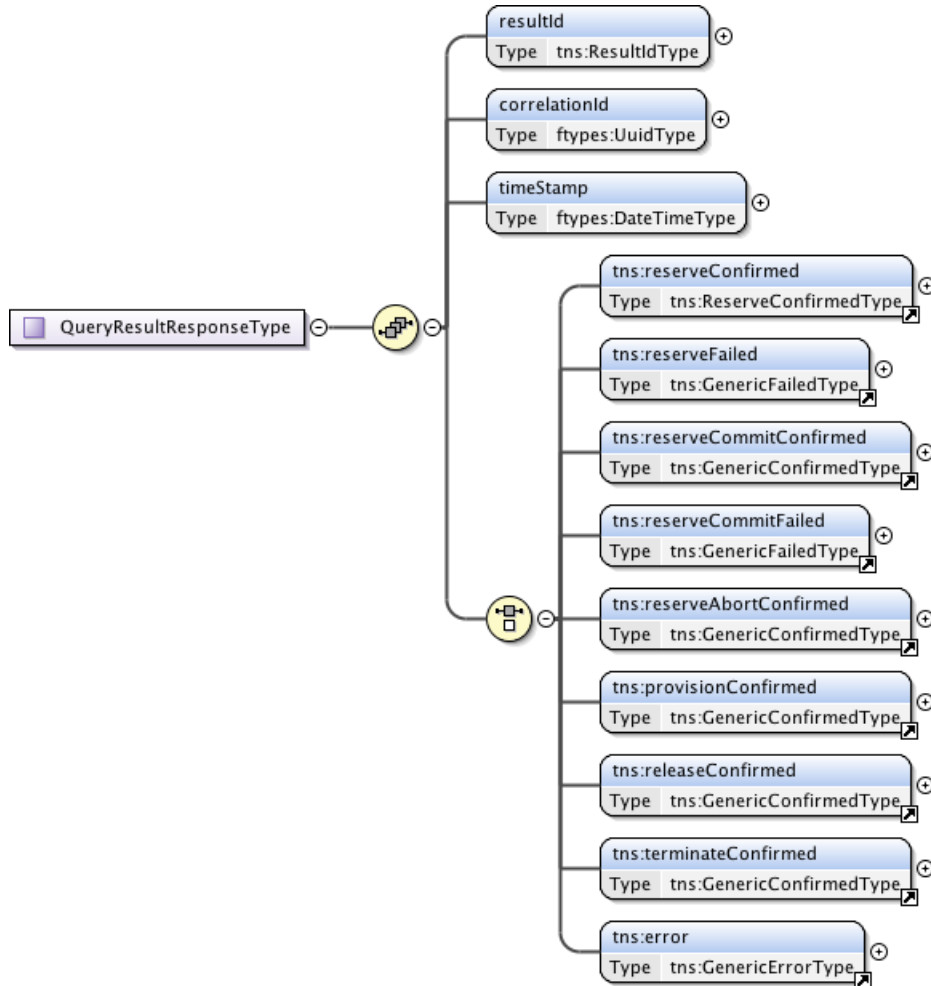 resultId
Type tns:ResultIdType
correlationId
Type ftypes:UuidType
timeStamp
Type ftypes:DateTimeType
QueryResultResponseType
tns:reserveConfirmed
Type tns:ReserveConfirmedType
tns:reserveFailed
Type tns:GenericFailedType
tns:reserveCommitConfirmed
Type tns:GenericConfirmedType
tns:reserveCommitFailed
Type tns:GenericFailedType
tns:reserveAbortConfirmed
Type tns:GenericConfirmedType
tns:provisionConfirmed
Type tns:GenericConfirmedType
tns:releaseConfirmed
Type tns:GenericConfirmedType
tns:terminateConfirmed
Type tns:GenericConfirmedType
tns:error
Type tns:GenericErrorType